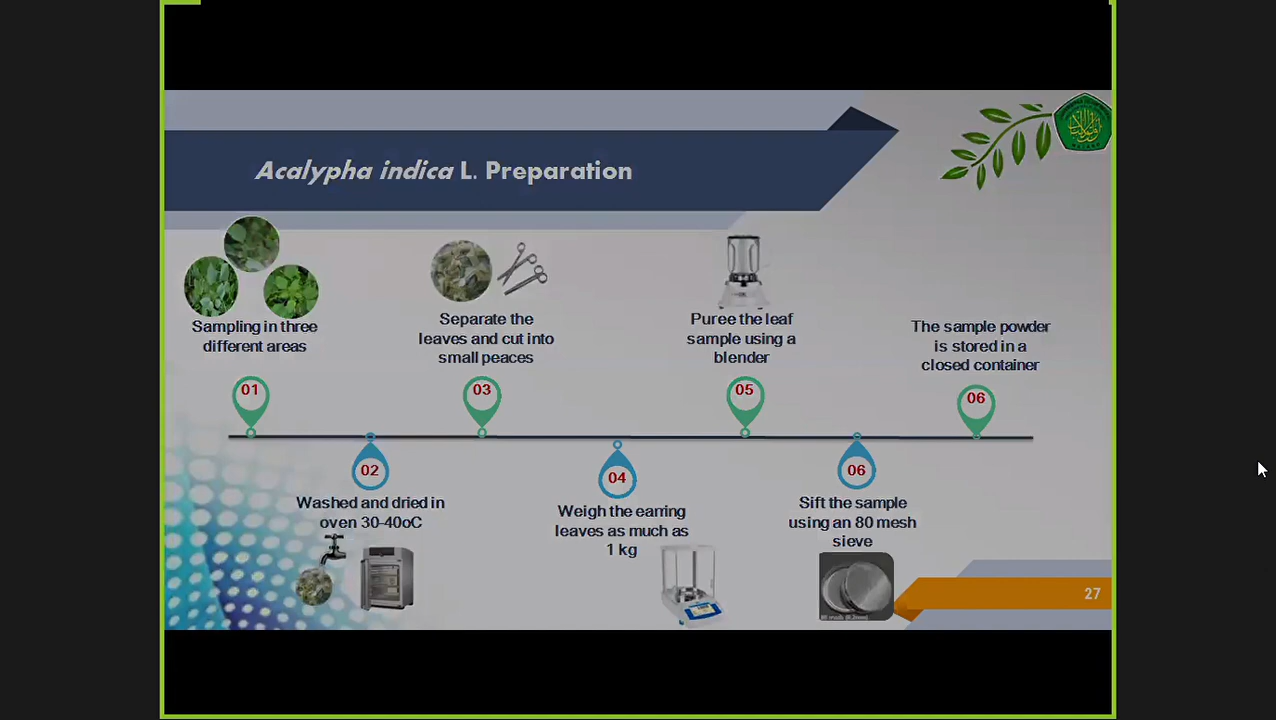 Acalypha indica L. Preparation
Sampling in three
different areas
01
02
Washed and dried in
oven 30-40oC
Separate the
leaves and cut into
small peaces
03
04
Weigh the earring
leaves as much as
1 kg
Puree the leaf
sample using a
blender
05
06
Sift the sample
using an 80 mesh
sieve
The sample powder
is stored in a
closed container
06
27